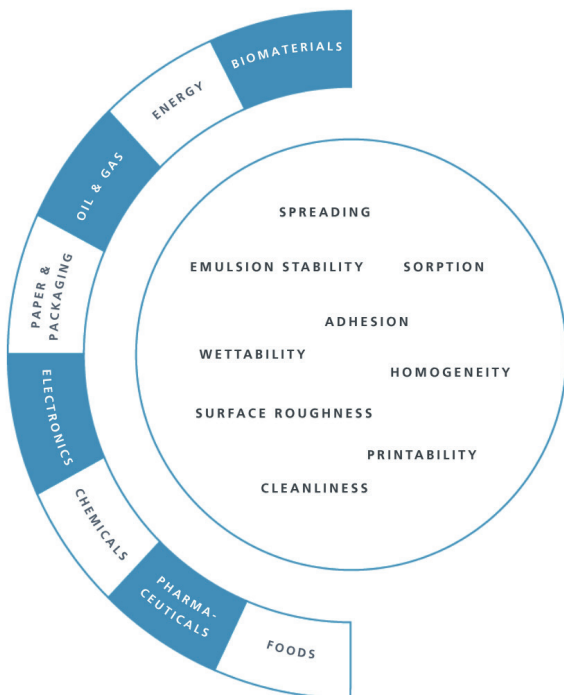 BIOMATERIALS
ENERGY
OIL & GAS
PAPER &
PACKAGING
ELECTRONICS
CHEMICALS
PHARMA-
CEUTICALS
FOODS
SPREADING
EMULSION STABILITY
SORPTION
ADHESION
WETTABILITY
HOMOGENEITY
SURFACE ROUGHNESS
PRINTABILITY
CLEANLINESS